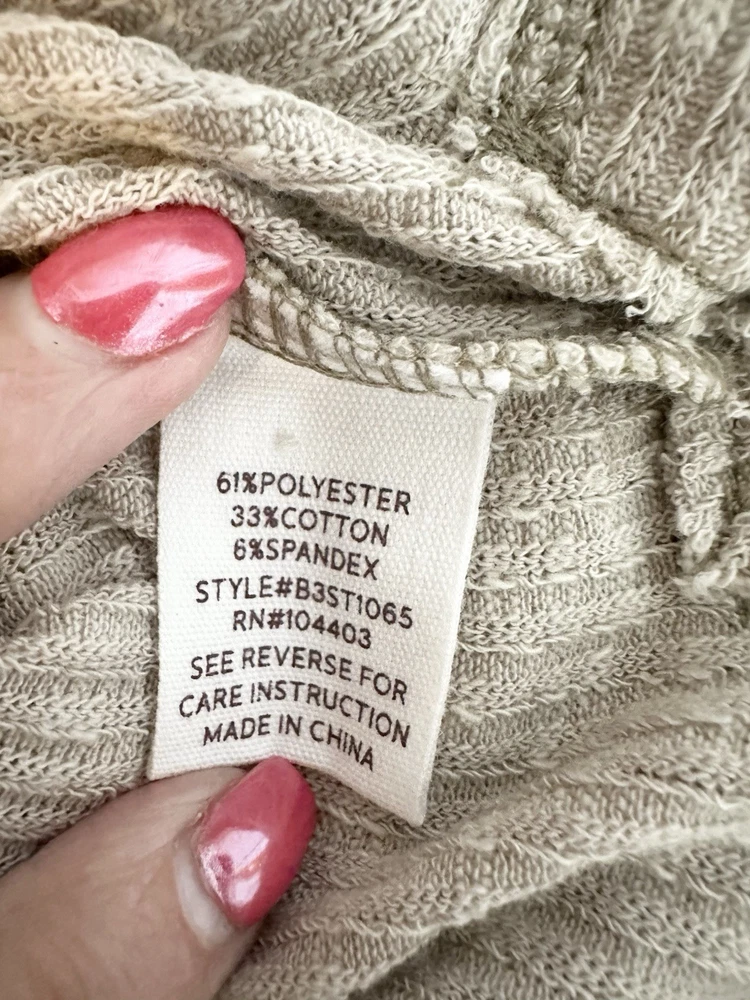 61%POLYESTER
33%COTTON
6%SPANDEX
STYLE#B3ST1065
RN#104403
SEE REVERSE FOR
CARE INSTRUCTION
MADE IN CHINA